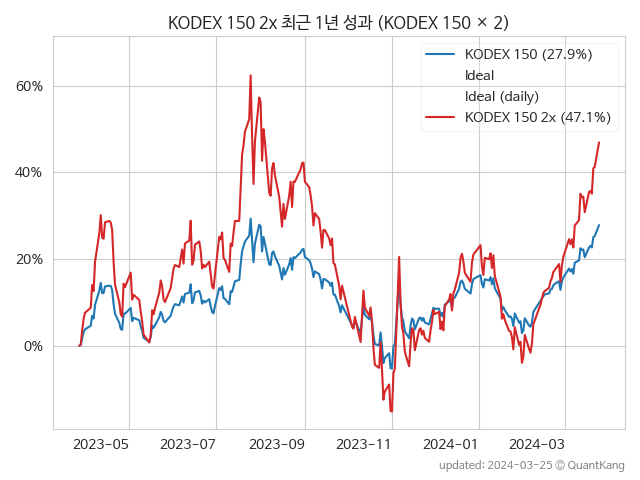 KODEX 150 2x 최근 1년 성과 (KODEX 150 × 2)
KODEX 150 (27.9%)
Ideal
Ideal (daily)
KODEX 150 2x (47.1%)
60%
40%
20%
0%
2023-05 2023-07 2023-09 2023-11 2024-01 2024-03
updated: 2024-03-25 © QuantKang